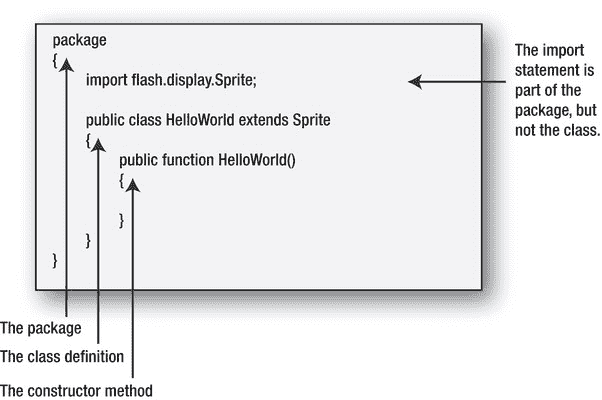 package
{
import flash.display.Sprite;
public class HelloWorld extends Sprite
{
public function HelloWorld()
{
}
}
}
The import
statement is
part of the
package, but
not the class.
The package
The class definition
The constructor method